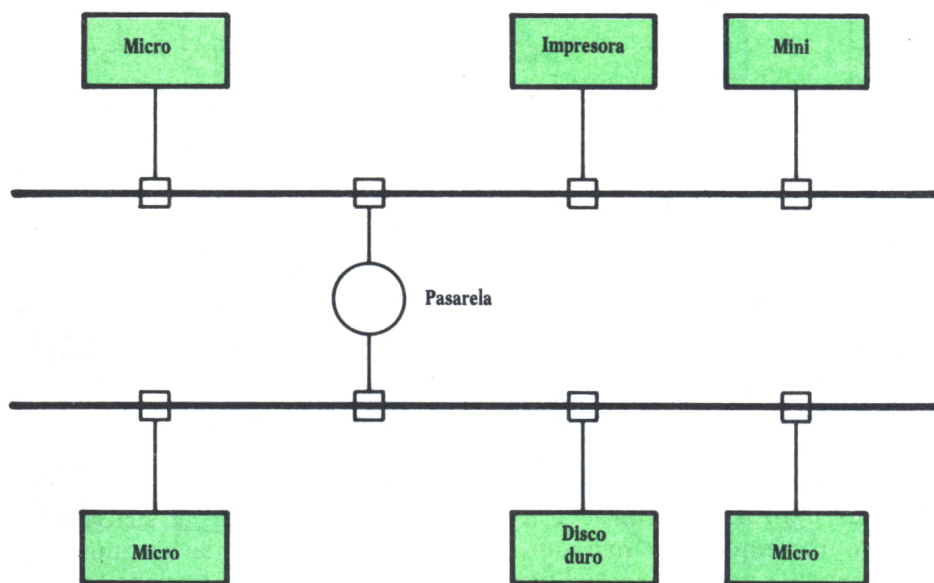 Micro
Impresora
Mini
Pasarela
Micro
Disco
duro
Micro